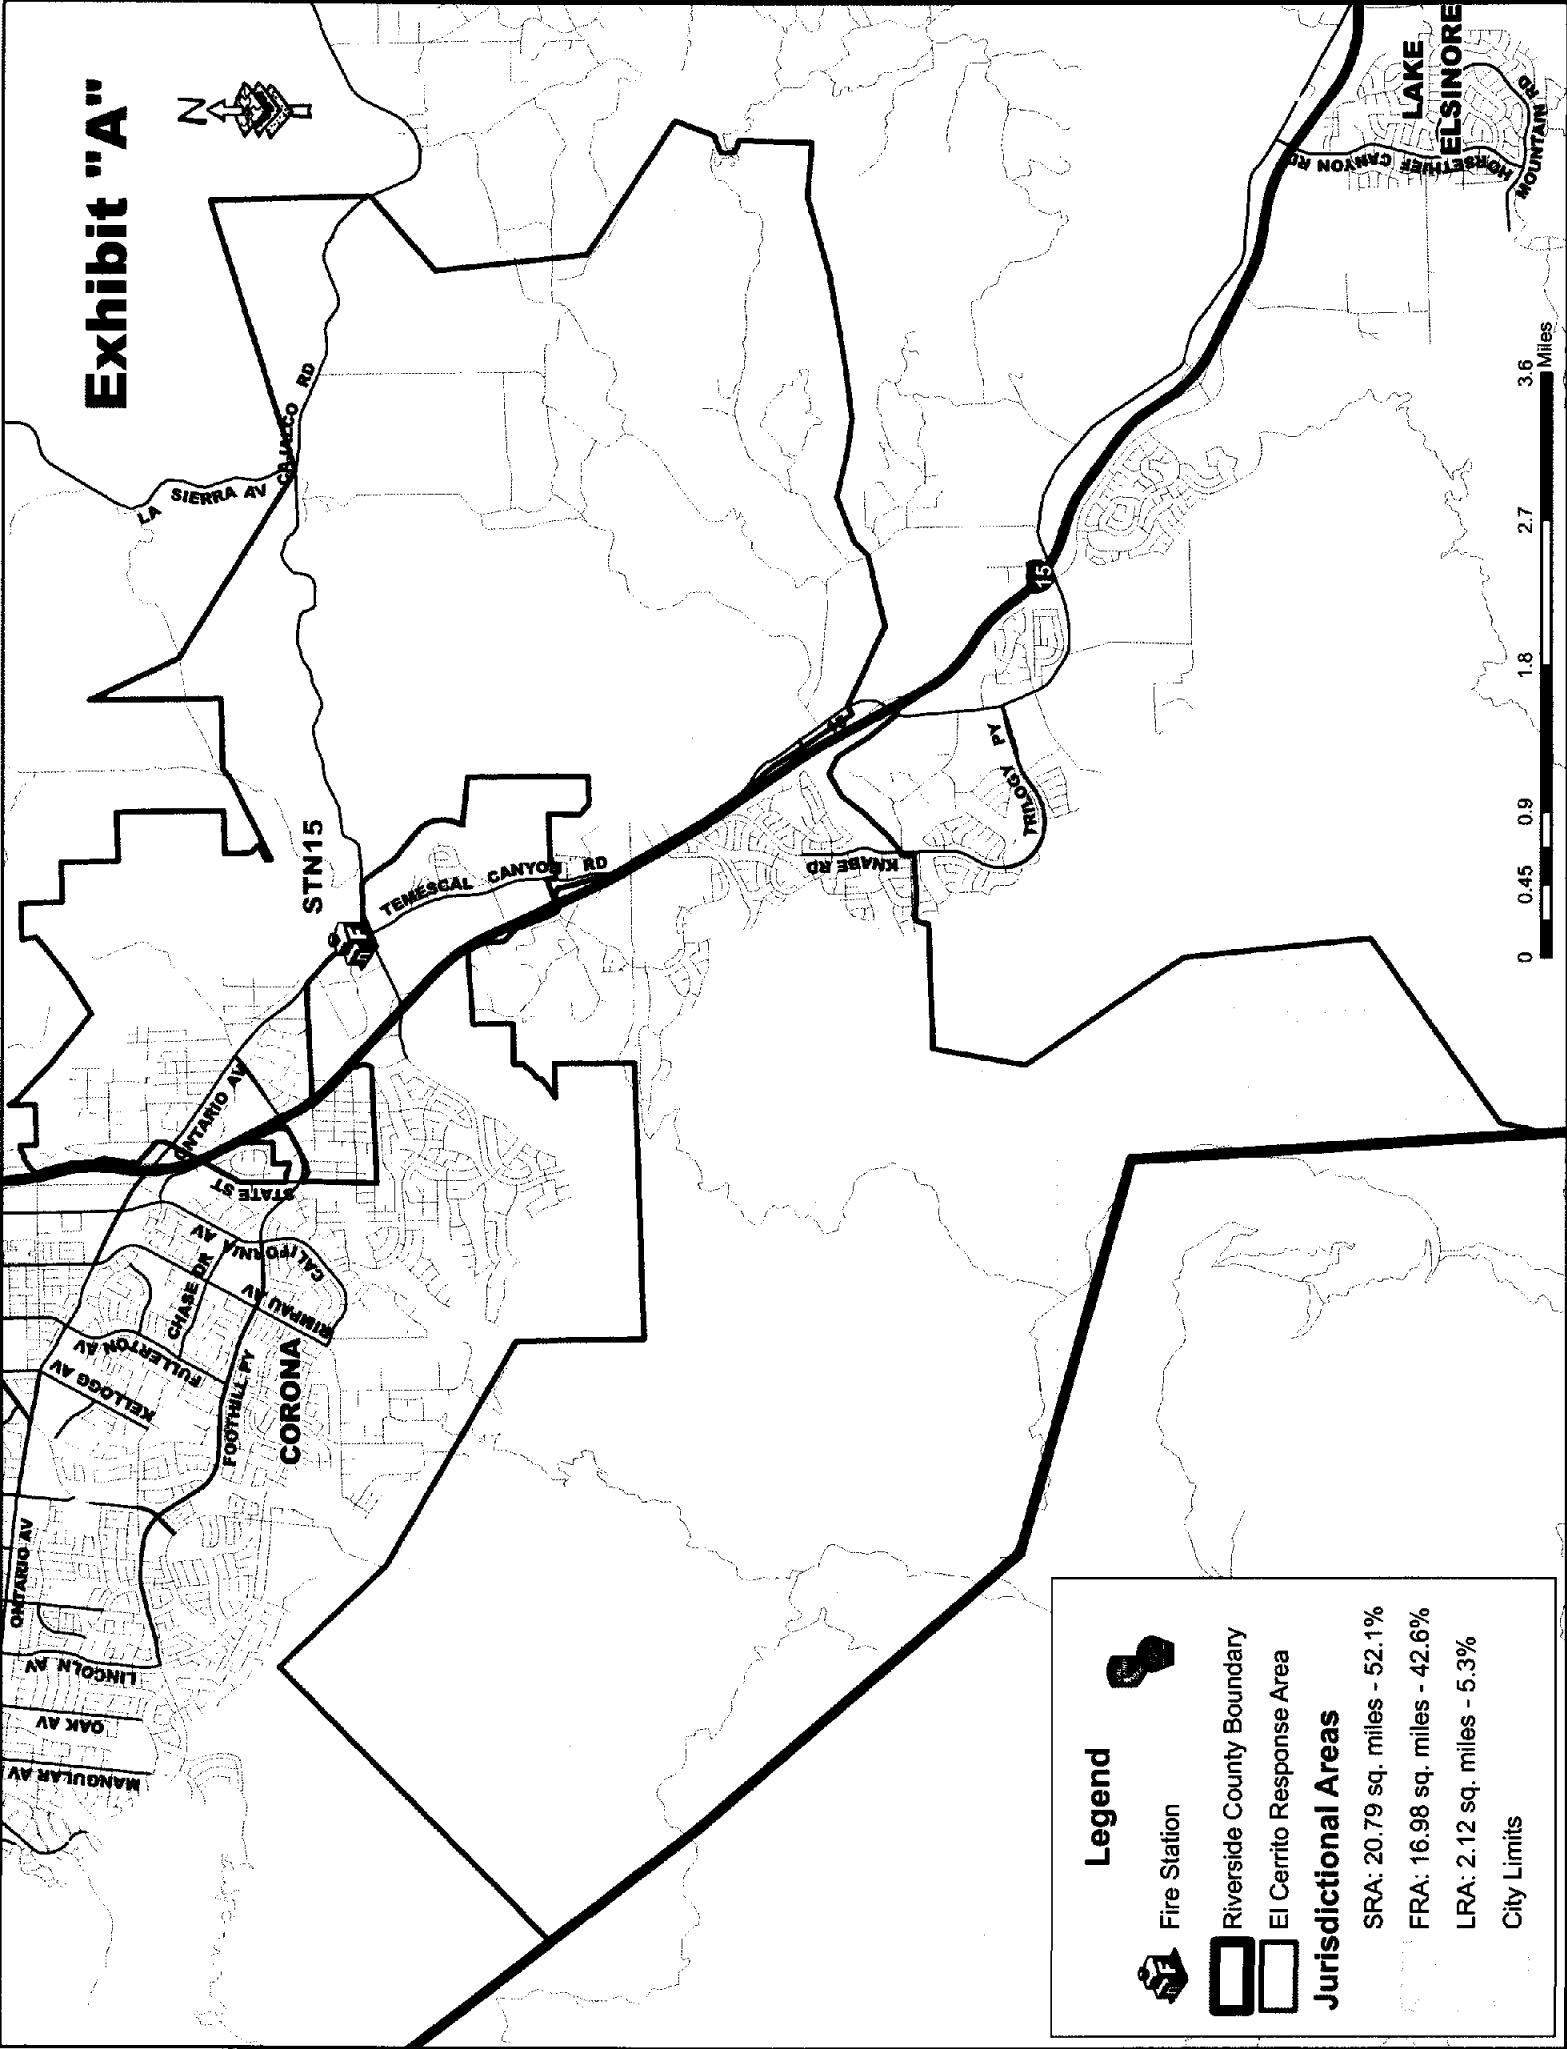 Exhibit "A"
N
LA SIERRA AV
CAJALCO RD
STN15
TEMESCAL CANYON RD
ONTARIO AV
STATE ST
CALIFORNIA AV
CHASE DR
RIMPAU AV
FULLERTON AV
KELLOGG AV
FOOTHILL PY
CORONA
ONTARIO AV
LINCOLN AV
OAK AV
MANGULAR AV
15
15
KNABE RD
TRILOGY PY
LAKE
ELSINORE
HORSETHIEF CANYON RD
MOUNTAIN RD
0 0.45 0.9 1.8 2.7 3.6
Miles
Legend
Fire Station
Riverside County Boundary
El Cerrito Response Area
Jurisdictional Areas
SRA: 20.79 sq. miles - 52.1%
FRA: 16.98 sq. miles - 42.6%
LRA: 2.12 sq. miles - 5.3%
City Limits